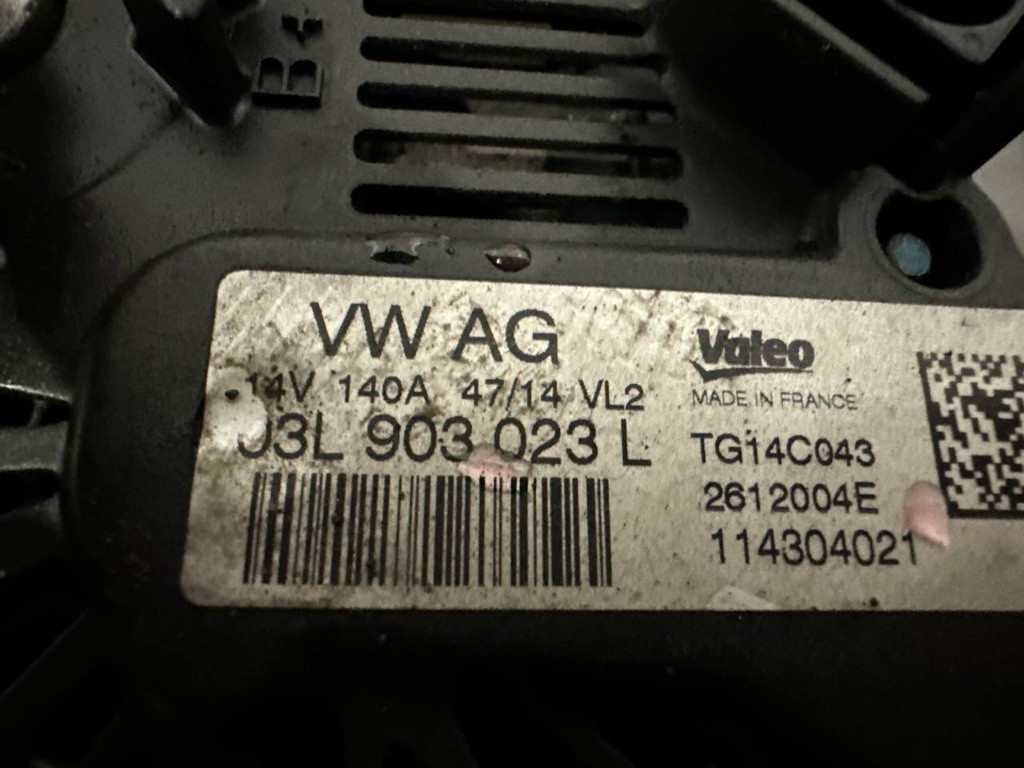 VW AG
14V 140A 47/14 VL2
03L 903 023 L
Valeo
MADE IN FRANCE
TG14C043
2612004E
114304021